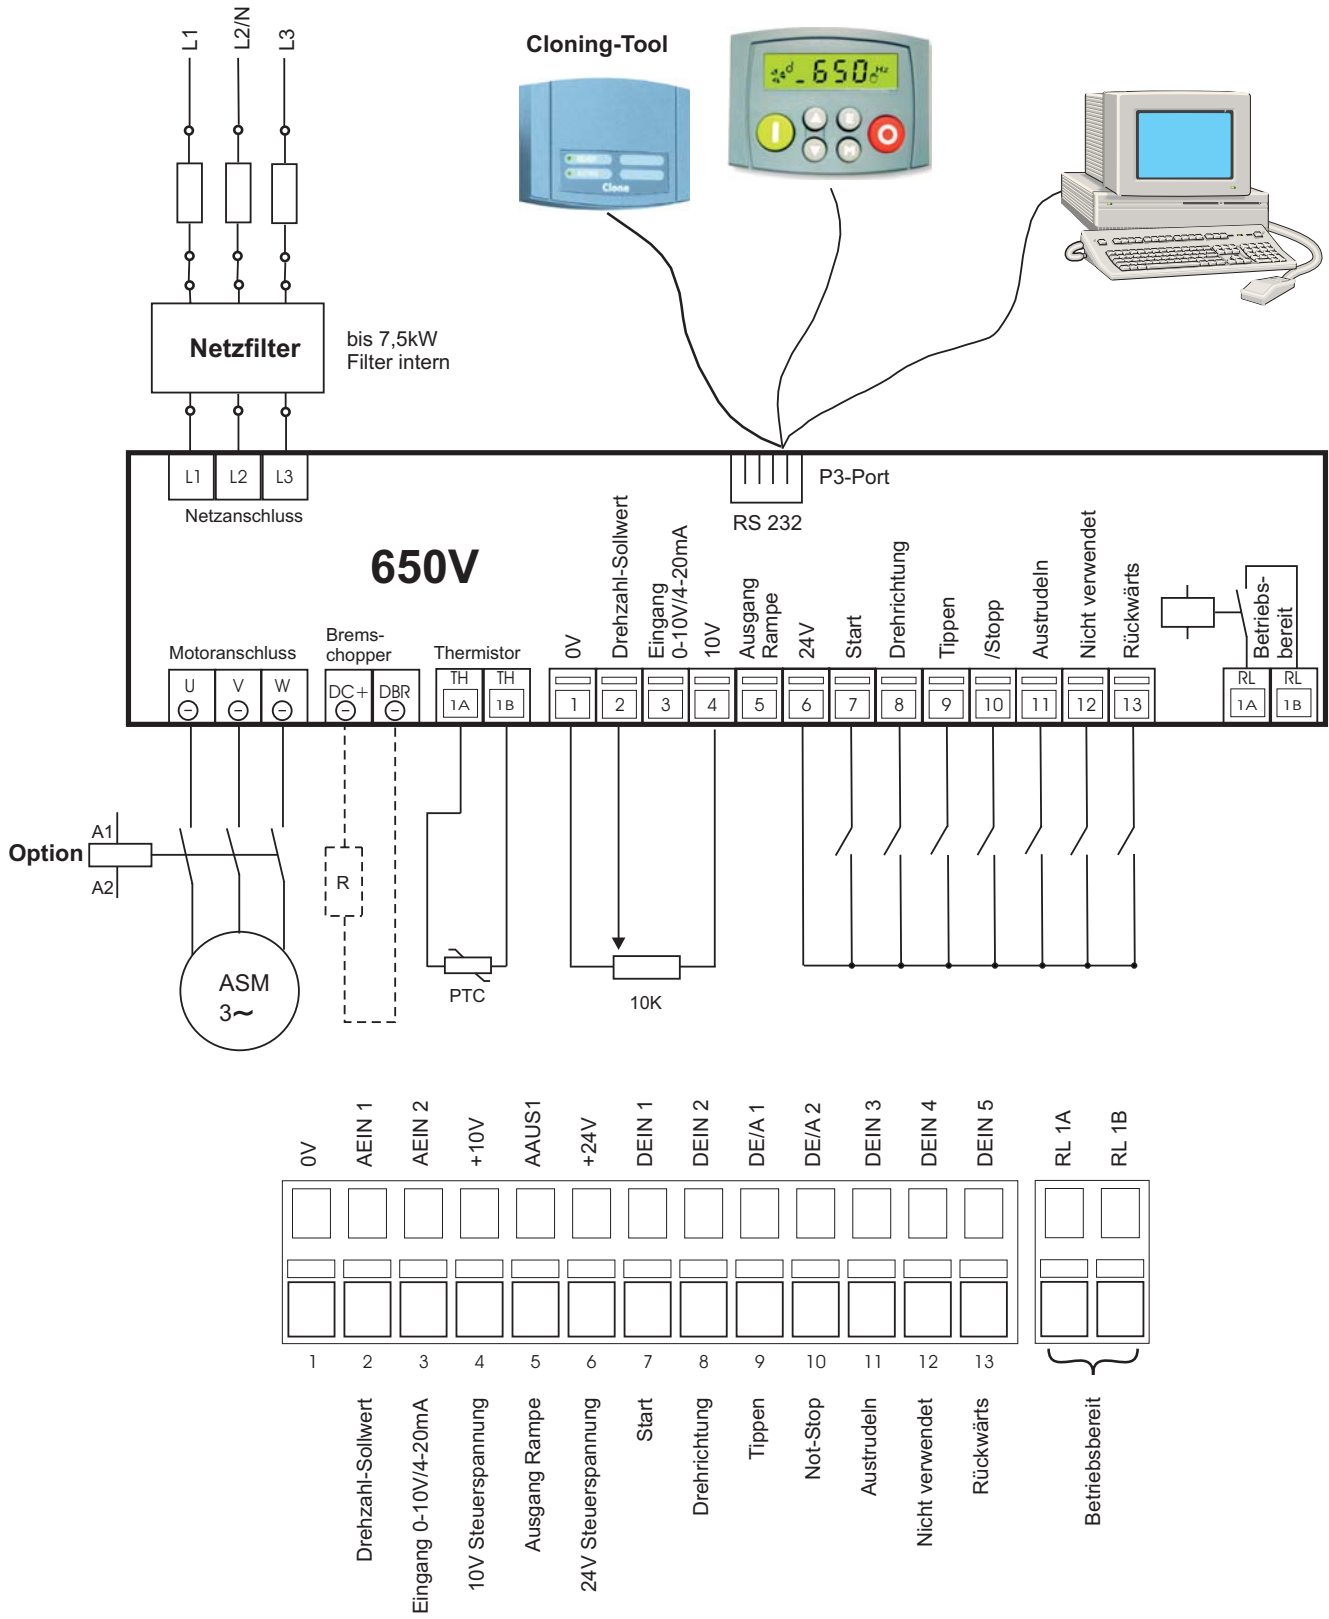 L1
L2/N
L3
Cloning-Tool
650
Hz
E
M
Clone
Netzfilter
bis 7,5kW
Filter intern
L1
L2
L3
Netzanschluss
P3-Port
RS 232
650V
Motoranschluss
Brems-
chopper
Thermistor
0V
Drehzahl-Sollwert
Eingang
0-10V/4-20mA
10V
Ausgang
Rampe
24V
Start
Drehrichtung
Tippen
/Stopp
Austrudeln
Nicht verwendet
Rückwärts
Betriebs-
bereit
U
V
W
DC+
DBR
TH
1A
TH
1B
1
2
3
4
5
6
7
8
9
/10
11
12
13
RL
1A
RL
1B
Option
A1
A2
R
ASM
3~
PTC
10K
0V
AEIN 1
AEIN 2
+10V
AAUS1
+24V
DEIN 1
DEIN 2
DE/A 1
DE/A 2
DEIN 3
DEIN 4
DEIN 5
RL 1A
RL 1B
1
2
3
4
5
6
7
8
9
10
11
12
13
Drehzahl-Sollwert
Eingang 0-10V/4-20mA
10V Steuerspannung
Ausgang Rampe
24V Steuerspannung
Start
Drehrichtung
Tippen
Not-Stop
Austrudeln
Nicht verwendet
Rückwärts
Betriebsbereit